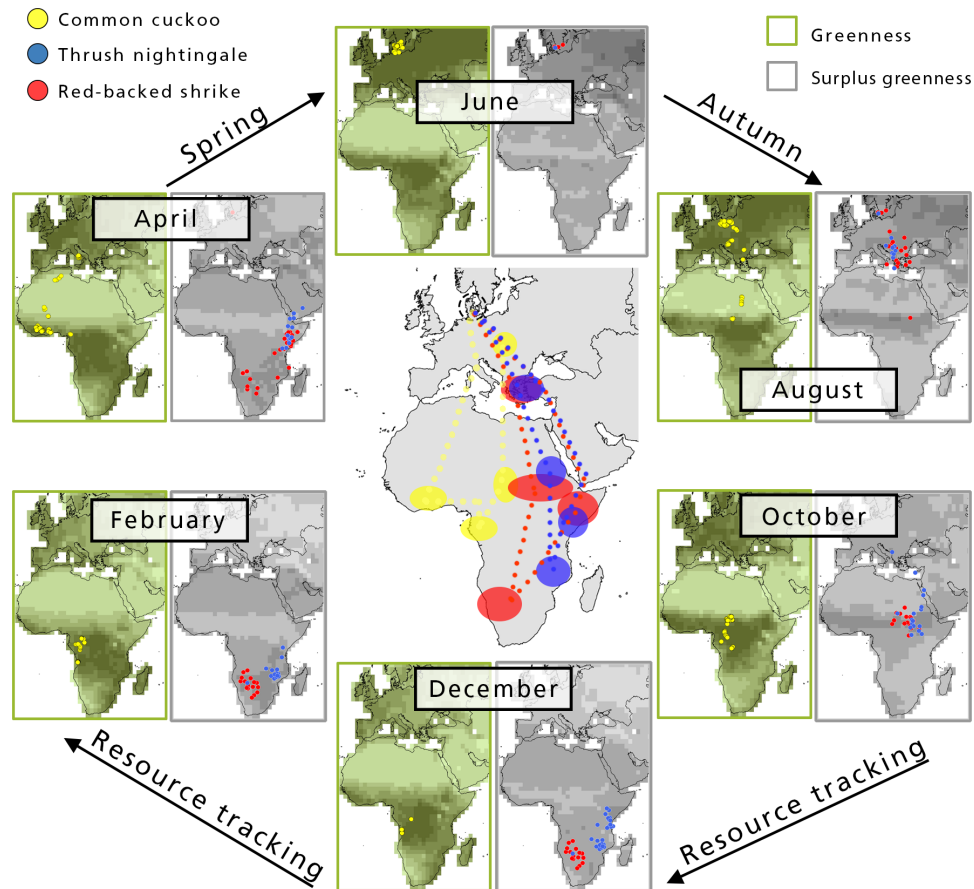 Common cuckoo
Thrush nightingale
Red-backed shrike
Greenness
Surplus greenness
Spring
June
Autumn
April
August
February
October
December
Resource tracking
Resource tracking